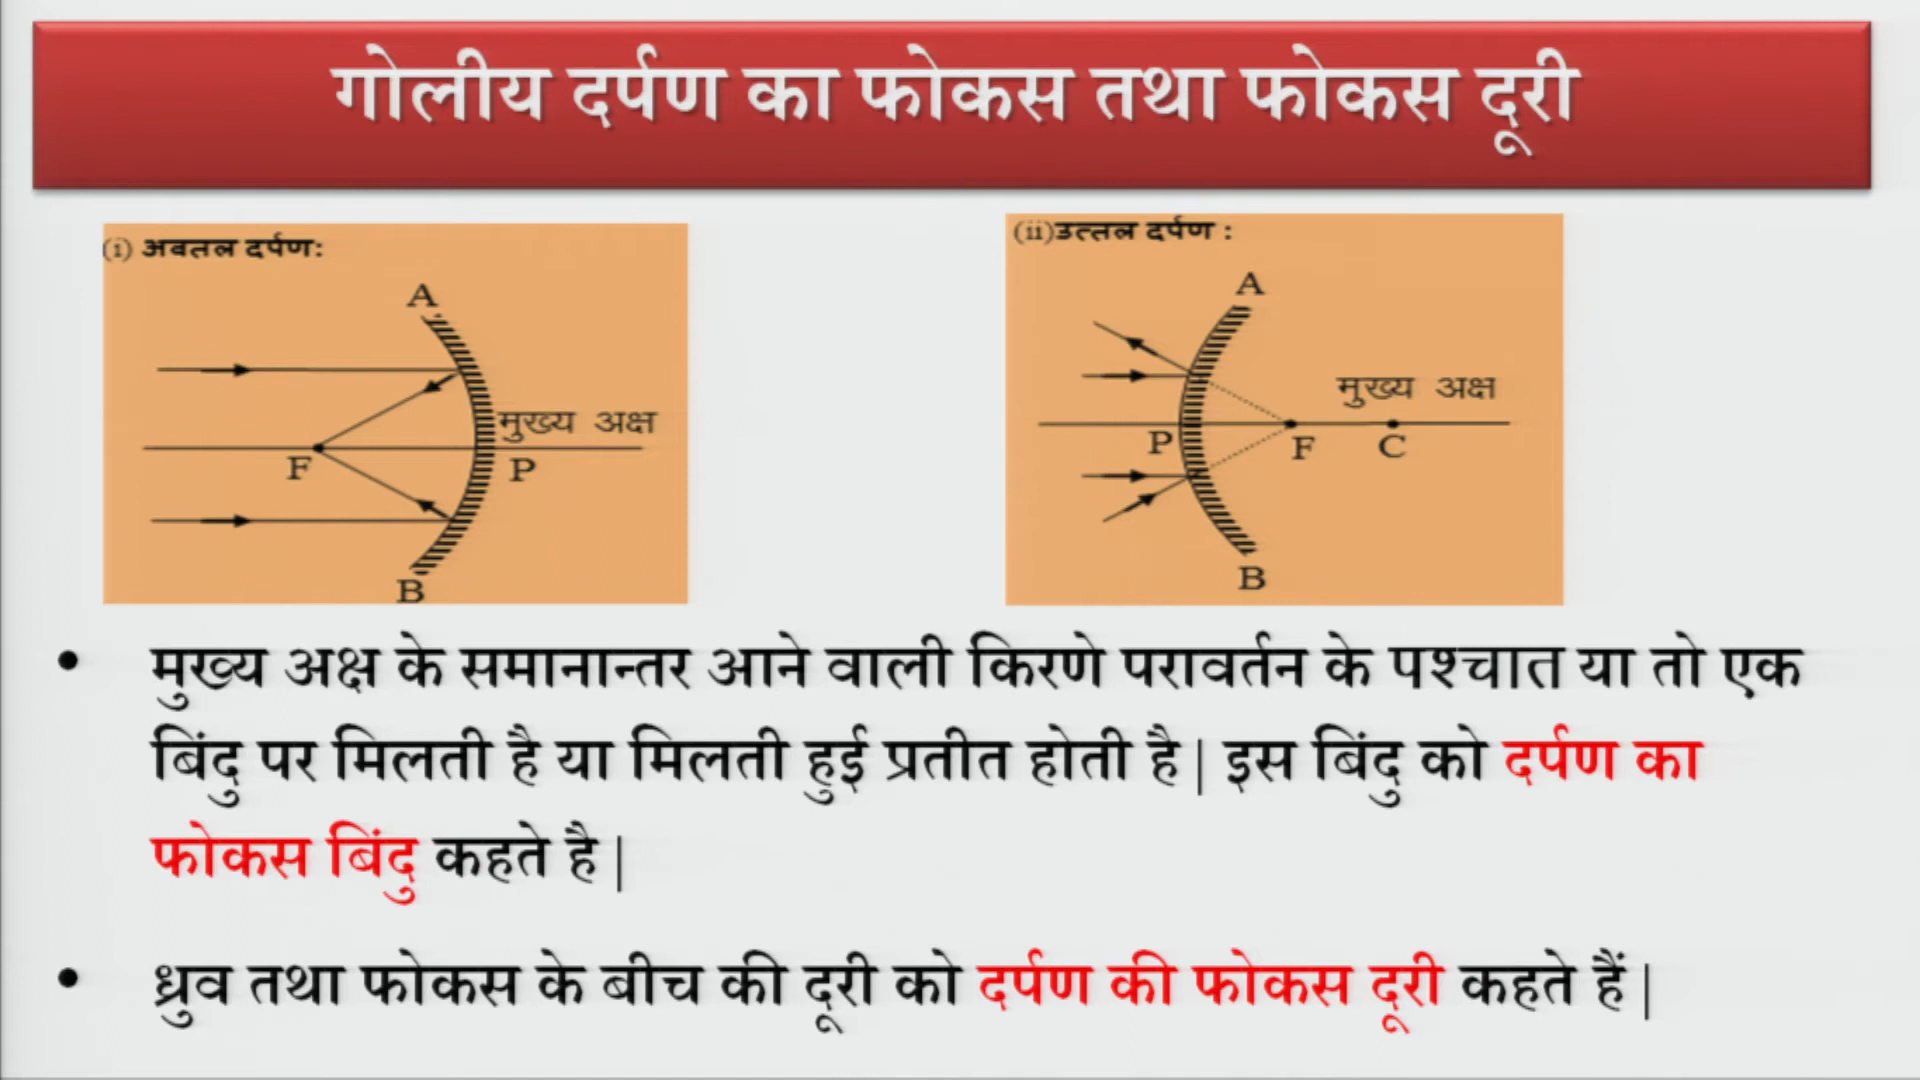 गोलीय दर्पण का फोकस तथा फोकस दूरी
(i) अवतल दर्पण:
A
मुख्य अक्ष
F
P
B
(ii)उत्तल दर्पण :
A
मुख्य अक्ष
P
F
C
B
• मुख्य अक्ष के समानान्तर आने वाली किरणे परावर्तन के पश्चात या तो एक
बिंदु पर मिलती है या मिलती हुई प्रतीत होती है| इस बिंदु को दर्पण का
फोकस बिंदु कहते है|
• ध्रुव तथा फोकस के बीच की दूरी को दर्पण की फोकस दूरी कहते हैं|